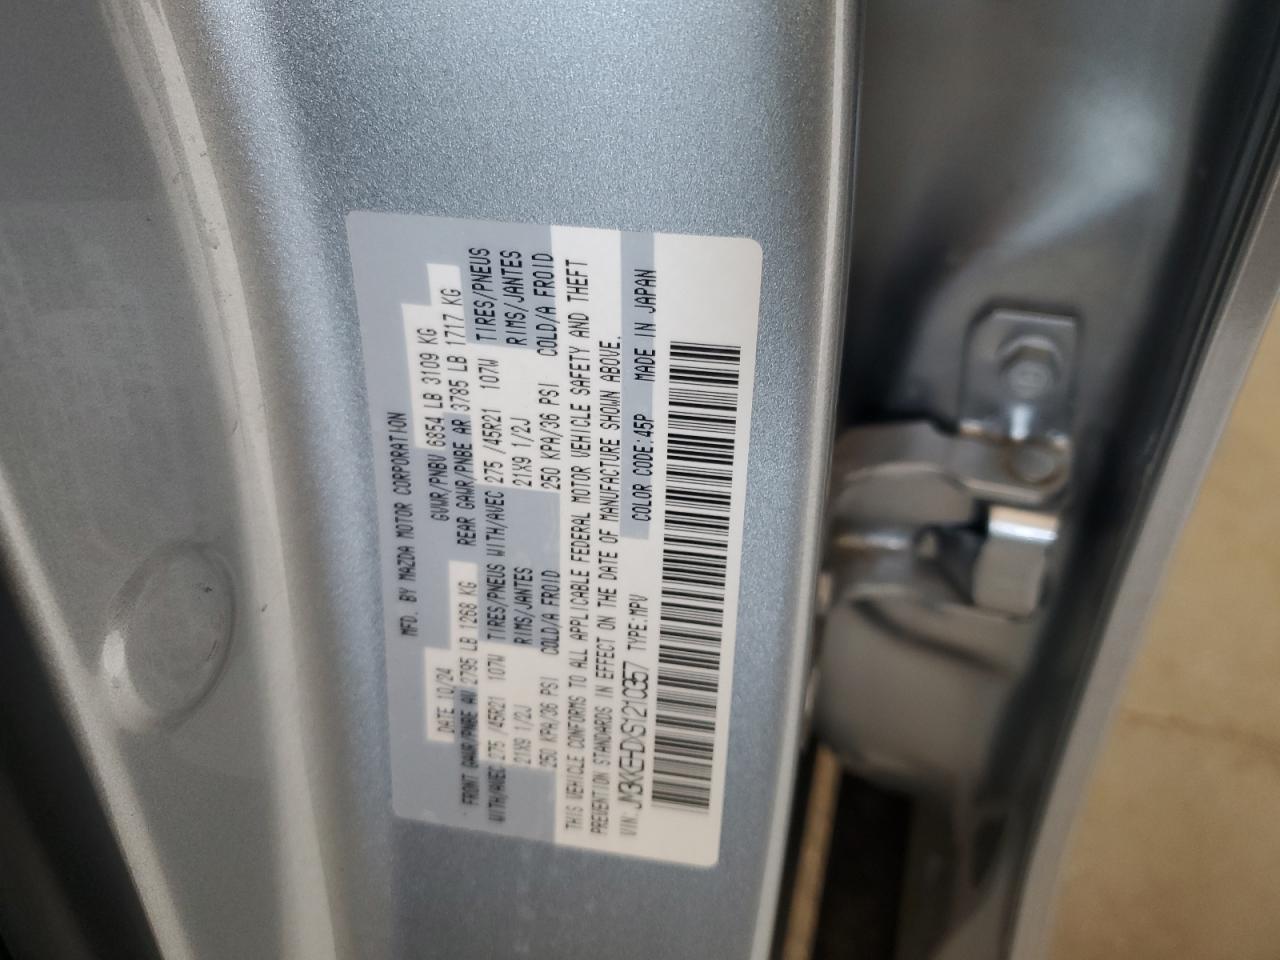 MFD. BY MAZDA MOTOR CORPORATION
DATE 10/24 GVWR/PNBV 6854 LB 3109 KG
FRONT GAWR/PNBE AV 2795 LB 1268 KG REAR GAWR/PNBE AR 3785 LB 1717 KG
WITH/AVEC 275 /45R21 107W TIRES/PNEUS WITH/AVEC 275 /45R21 107W TIRES/PNEUS
21X9 1/2J RIMS/JANTES 21X9 1/2J RIMS/JANTES
250 KPA/36 PSI COLD/A FROID 250 KPA/36 PSI COLD/A FROID
THIS VEHICLE CONFORMS TO ALL APPLICABLE FEDERAL MOTOR VEHICLE SAFETY AND THEFT
PREVENTION STANDARDS IN EFFECT ON THE DATE OF MANUFACTURE SHOWN ABOVE.
VIN: TYPE:MPV COLOR CODE:45P MADE IN JAPAN